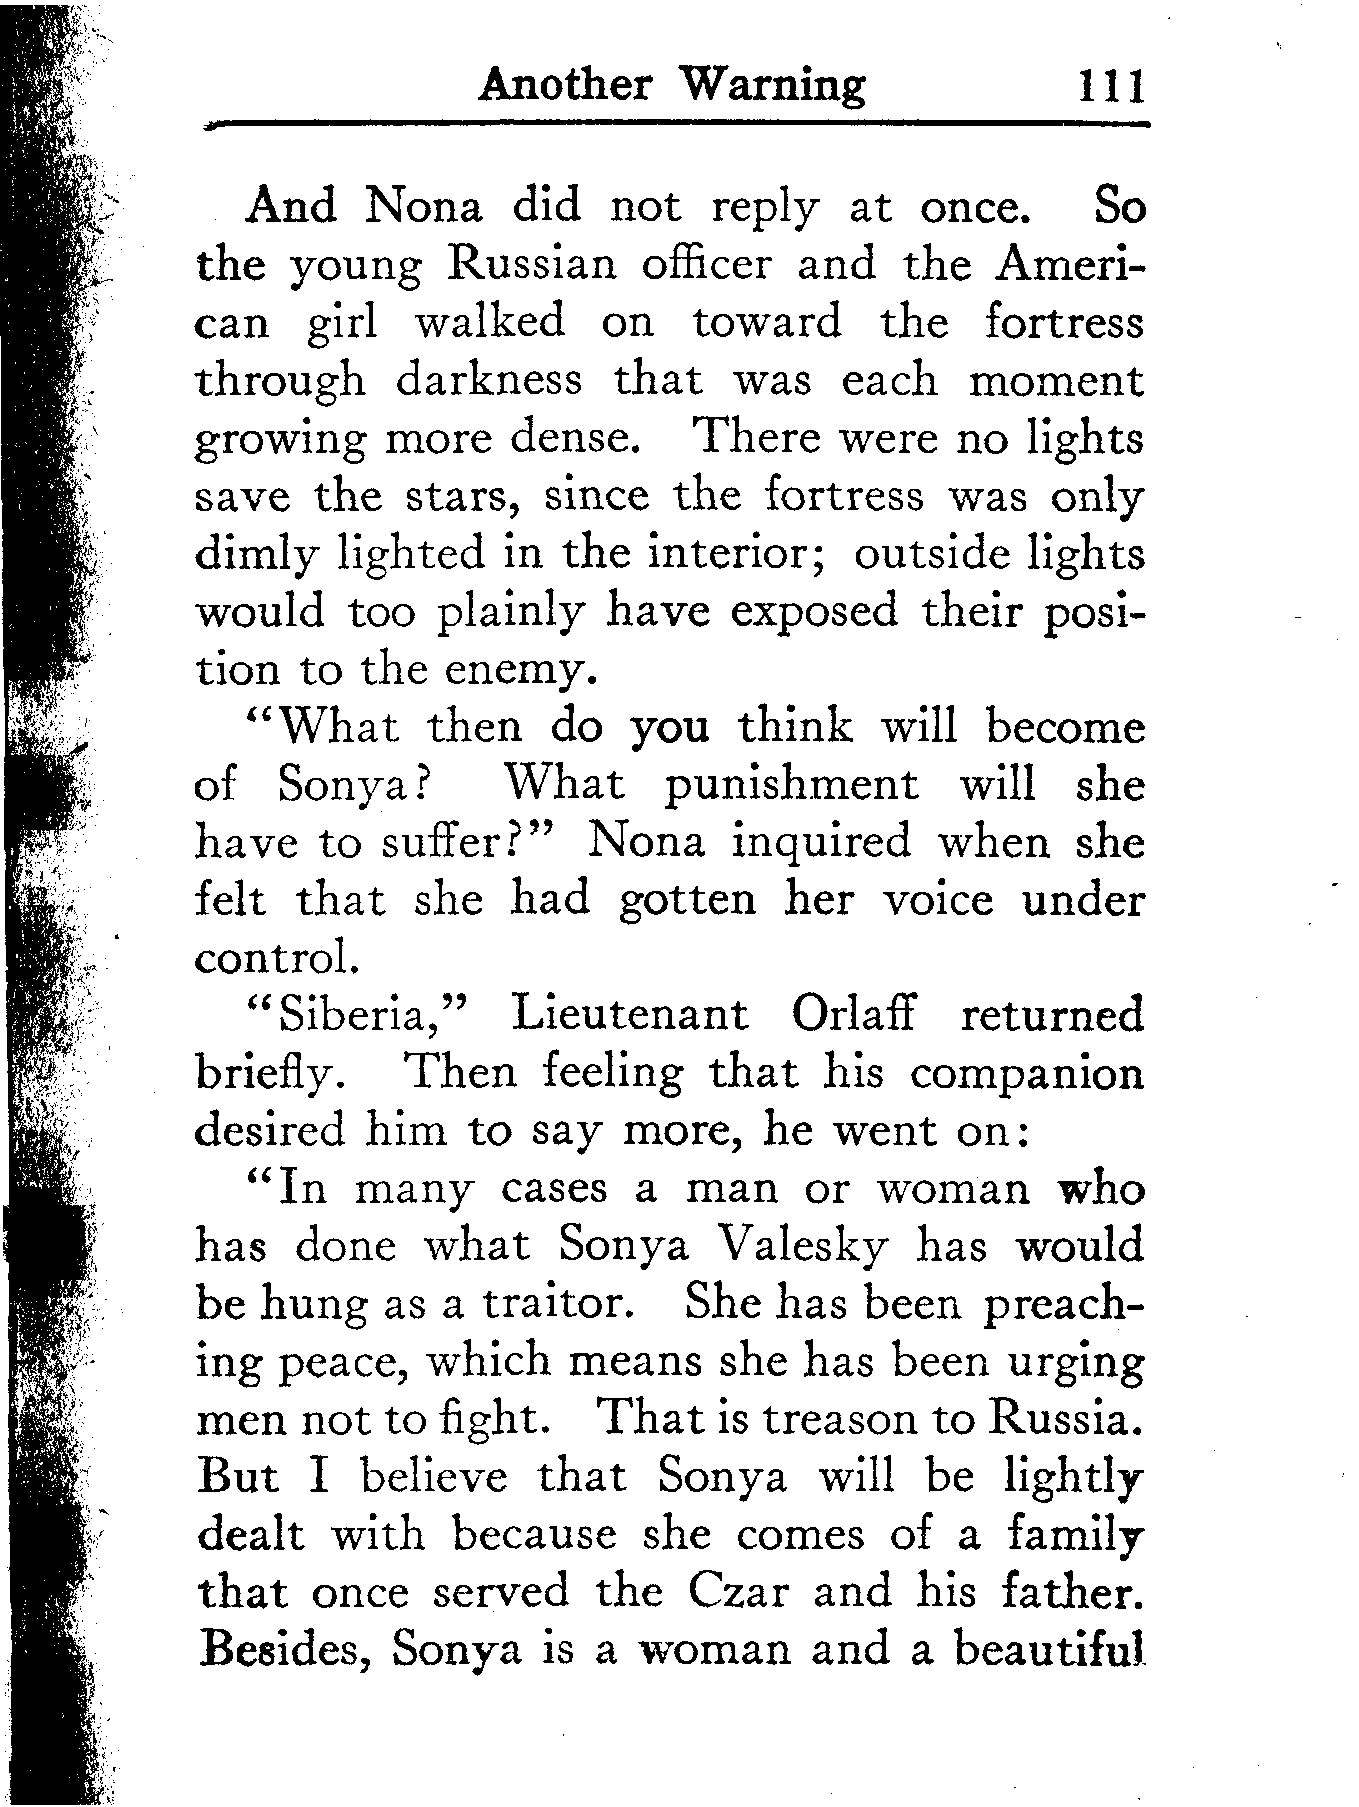 Another Warning 111
And Nona did not reply at once. So
the young Russian officer and the Ameri-
can girl walked on toward the fortress
through darkness that was each moment
growing more dense. There were no lights
save the stars, since the fortress was only
dimly lighted in the interior; outside lights
would too plainly have exposed their posi-
tion to the enemy.
“What then do you think will become
of Sonya? What punishment will she
have to suffer?” Nona inquired when she
felt that she had gotten her voice under
control.
“Siberia,” Lieutenant Orlaff returned
briefly. Then feeling that his companion
desired him to say more, he went on:
“In many cases a man or woman who
has done what Sonya Valesky has would
be hung as a traitor. She has been preach-
ing peace, which means she has been urging
men not to fight. That is treason to Russia.
But I believe that Sonya will be lightly
dealt with because she comes of a family
that once served the Czar and his father.
Besides, Sonya is a woman and a beautiful